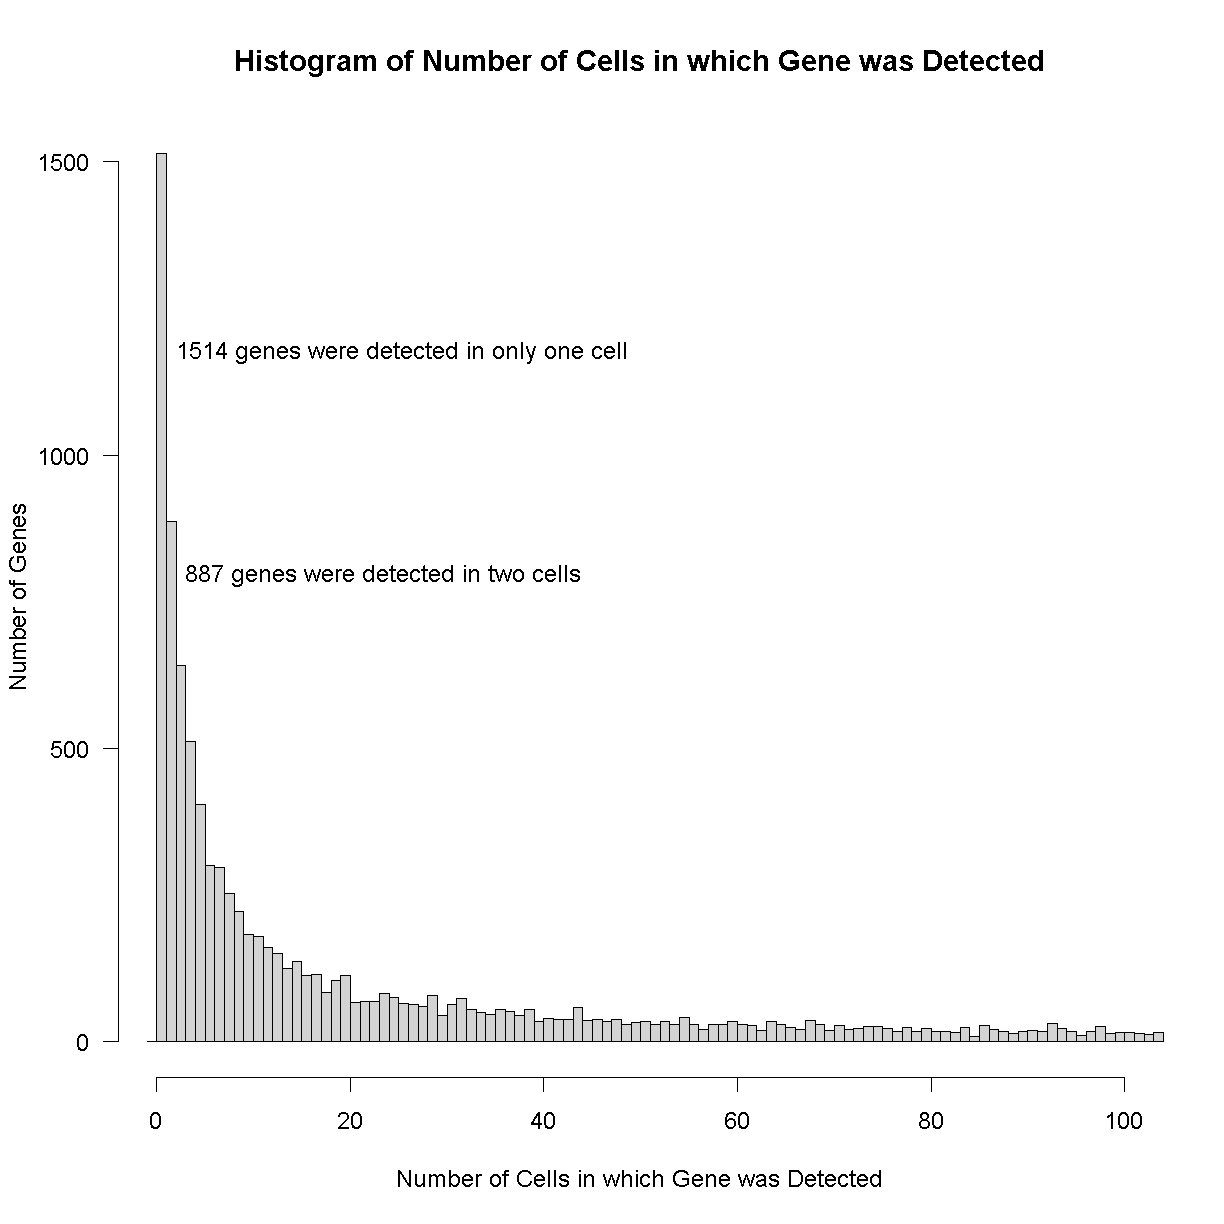 Histogram of Number of Cells in which Gene was Detected
1500
1514 genes were detected in only one cell
1000
887 genes were detected in two cells
Number of Genes
500
0
0 20 40 60 80 100
Number of Cells in which Gene was Detected